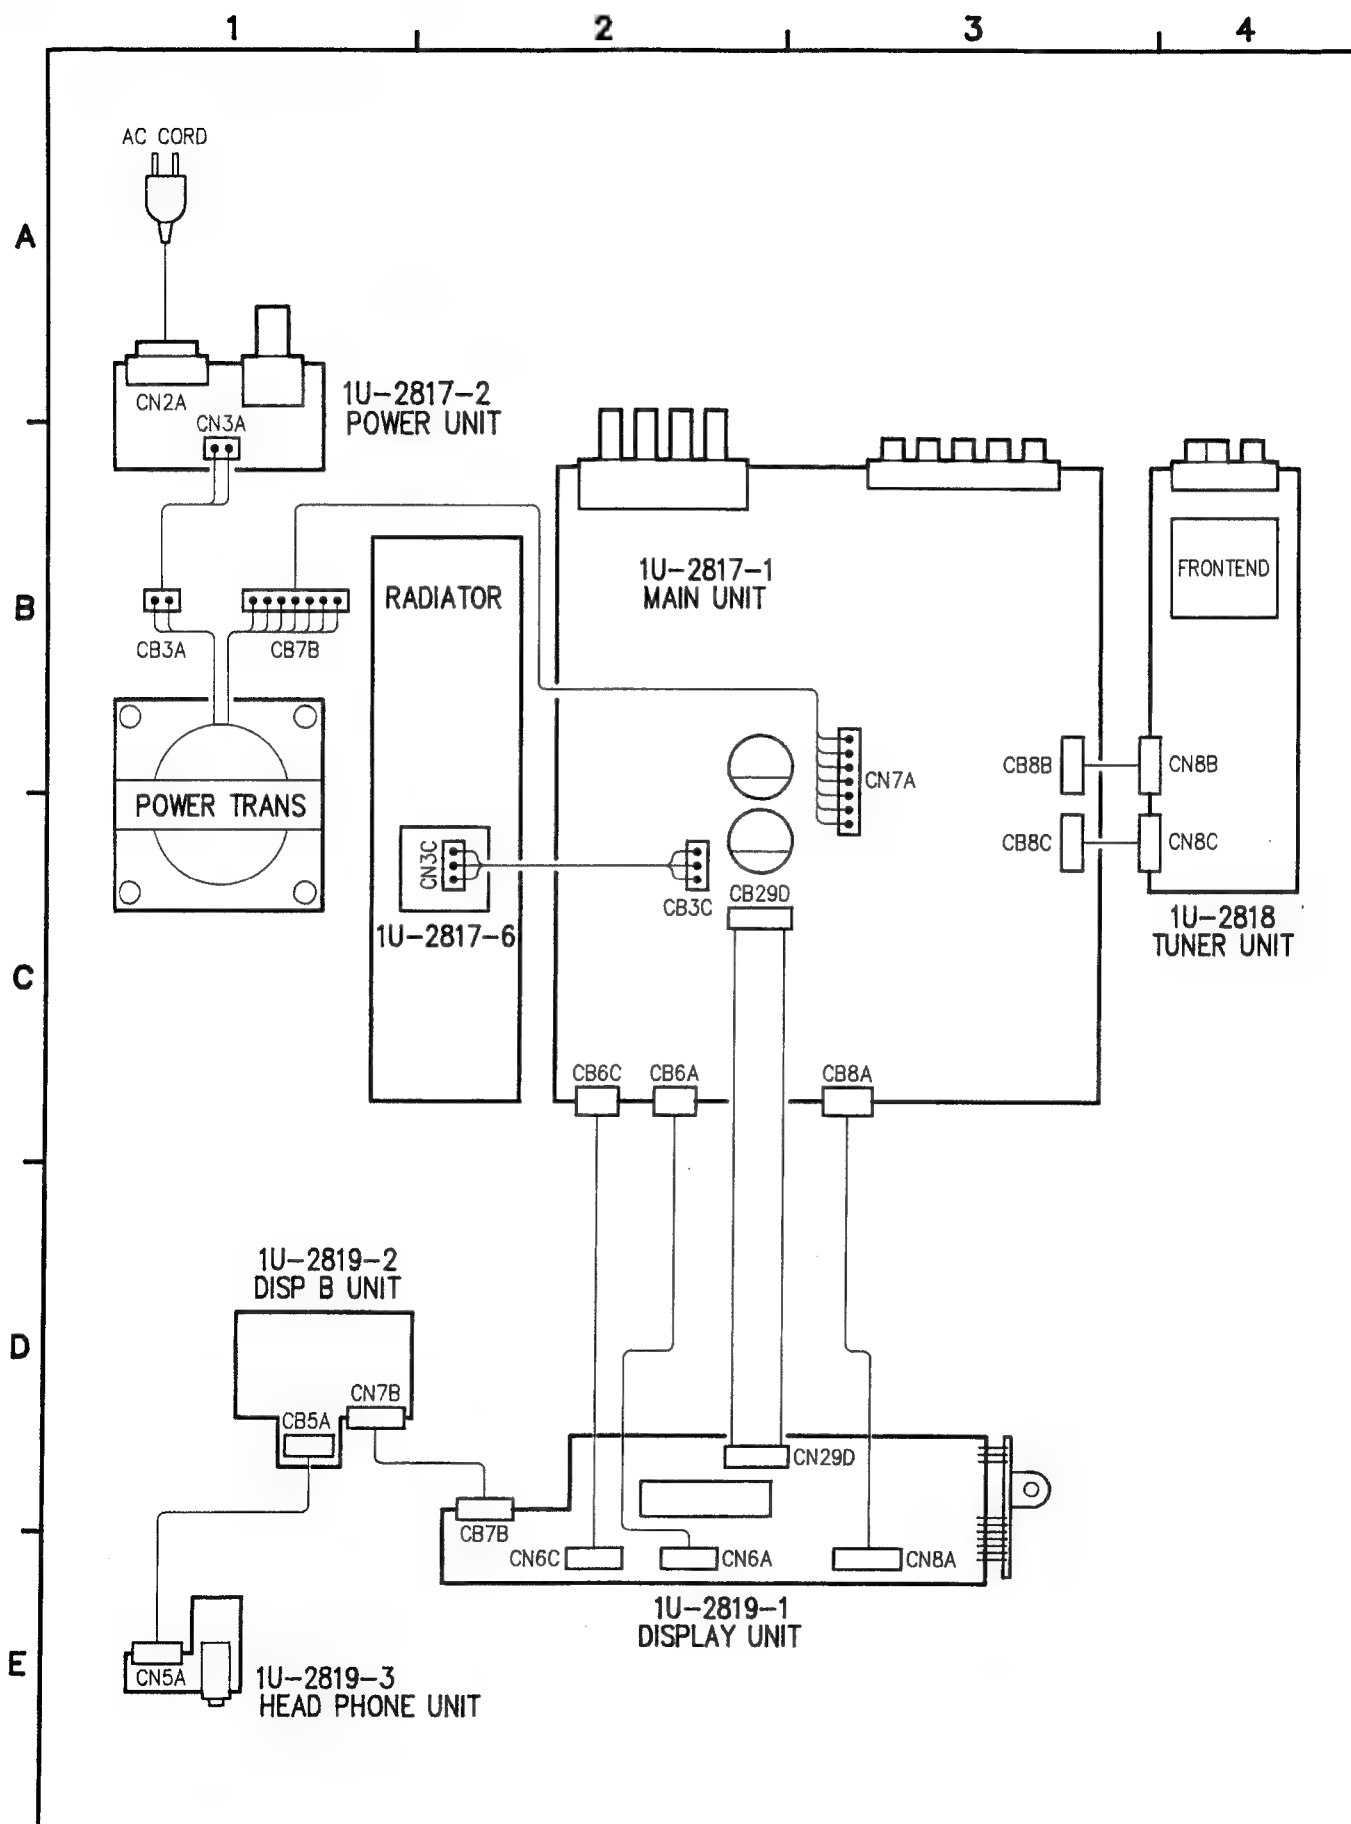 1 2 3 4
AC CORD
A
CN2A
1U-2817-2
POWER UNIT
CN3A
B
RADIATOR
1U-2817-1
MAIN UNIT
FRONTEND
CB3A
CB7B
CB8B
CN8B
CN7A
POWER TRANS
CB8C
CN8C
CN3C
CB3C
CB29D
1U-2817-6
1U-2818
TUNER UNIT
C
CB6C
CB6A
CB8A
1U-2819-2
DISP B UNIT
D
CN7B
CB5A
CN29D
CB7B
CN6C
CN6A
CN8A
1U-2819-1
DISPLAY UNIT
E
CN5A
1U-2819-3
HEAD PHONE UNIT